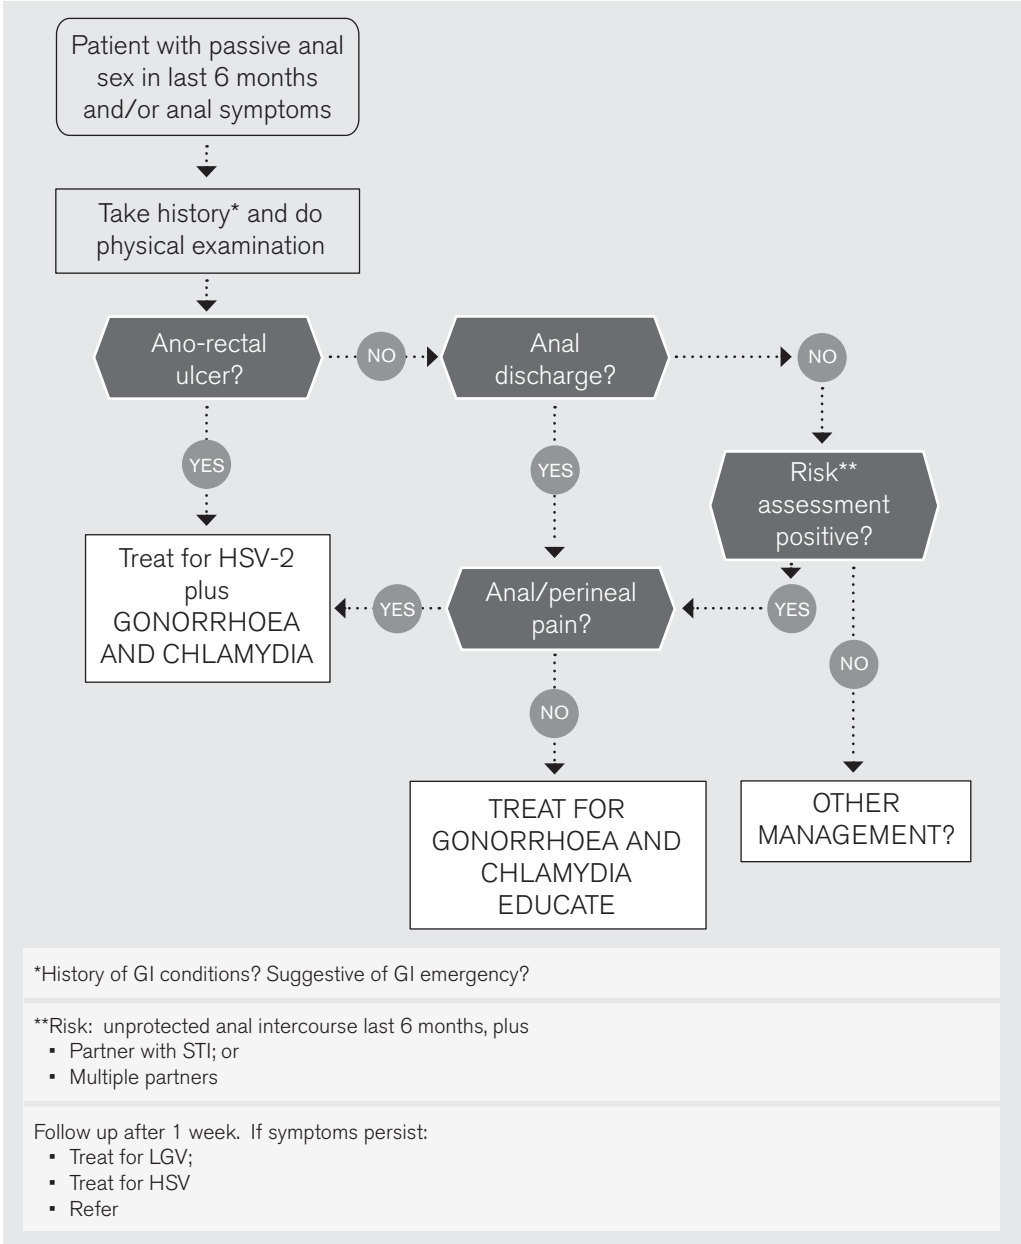 Patient with passive anal
sex in last 6 months
and/or anal symptoms
Take history* and do
physical examination
Ano-rectal
ulcer?
NO
Anal
discharge?
NO
YES
YES
Risk**
assessment
positive?
Treat for HSV-2
plus
GONORRHOEA
AND CHLAMYDIA
YES
Anal/perineal
pain?
YES
NO
NO
TREAT FOR
GONORRHOEA AND
CHLAMYDIA
EDUCATE
OTHER
MANAGEMENT?
*History of GI conditions? Suggestive of GI emergency?
**Risk: unprotected anal intercourse last 6 months, plus
▪ Partner with STI; or
▪ Multiple partners
Follow up after 1 week. If symptoms persist:
▪ Treat for LGV;
▪ Treat for HSV
▪ Refer